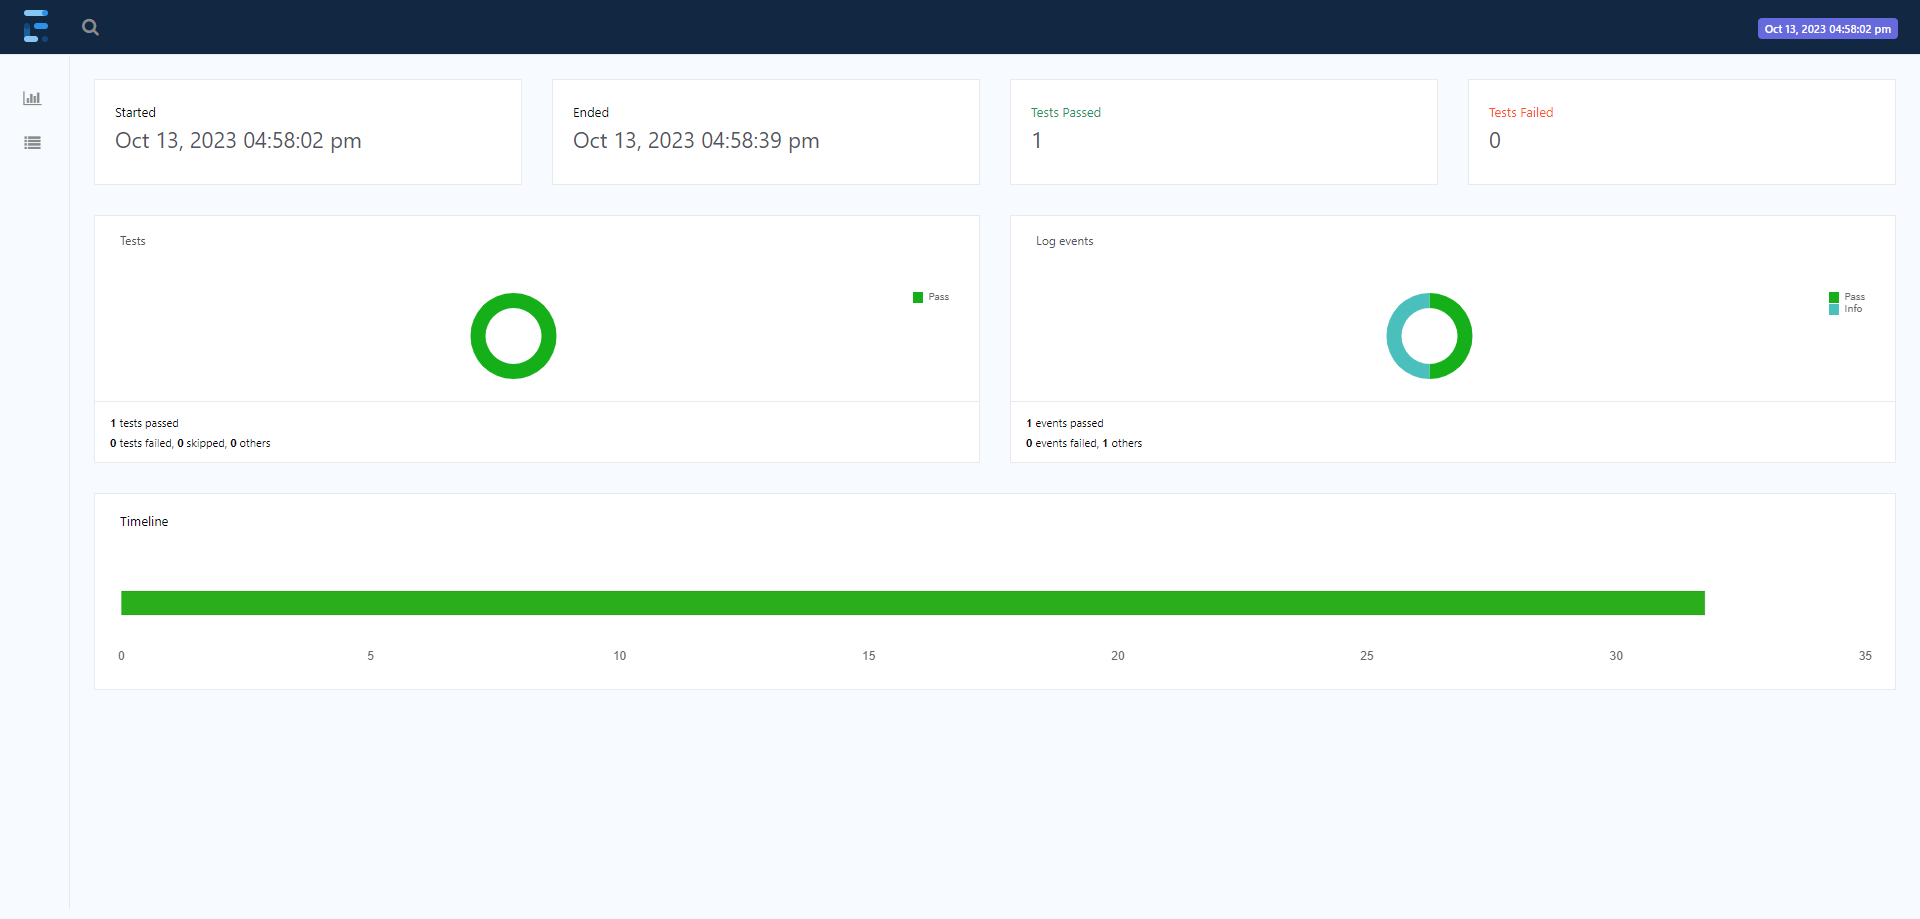 Oct 13, 2023 04:58:02 pm
Started
Oct 13, 2023 04:58:02 pm
Ended
Oct 13, 2023 04:58:39 pm
Tests Passed
1
Tests Failed
0
Tests
Pass
1 tests passed
0 tests failed, 0 skipped, 0 others
Log events
Pass
Info
1 events passed
0 events failed, 1 others
Timeline
0 5 10 15 20 25 30 35